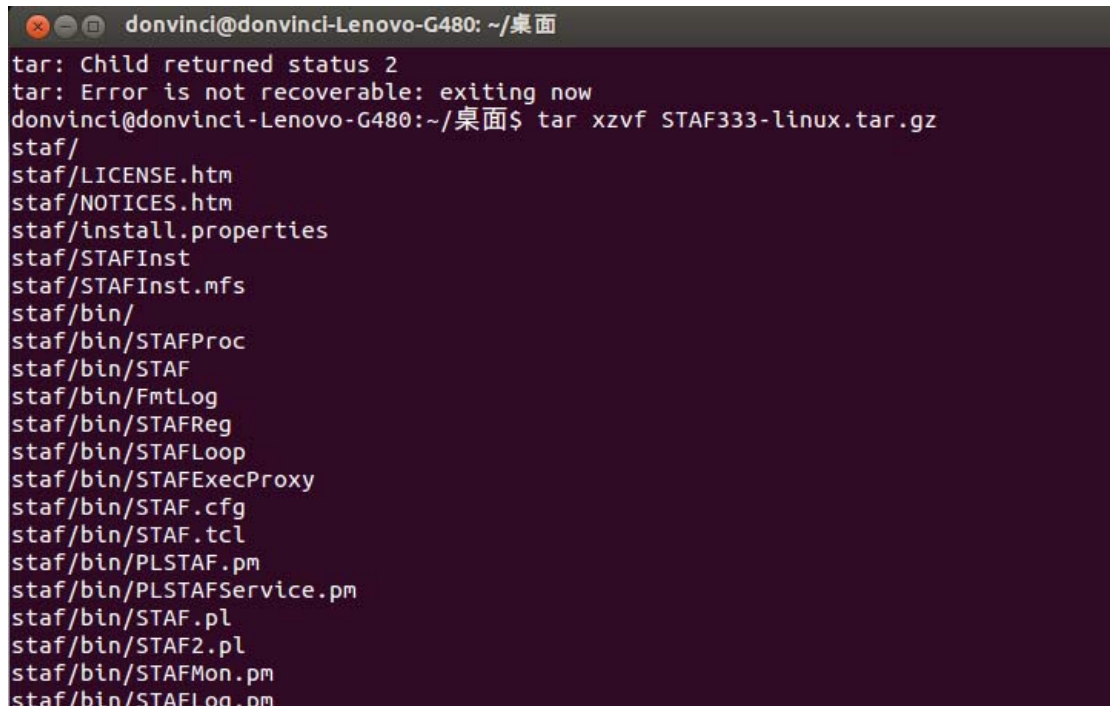 donvinci@donvinci-Lenovo-G480: ~/桌面
tar: Child returned status 2
tar: Error is not recoverable: exiting now
donvinci@donvinci-Lenovo-G480:~/桌面$ tar xzvf STAF333-linux.tar.gz
staf/
staf/LICENSE.htm
staf/NOTICES.htm
staf/install.properties
staf/STAFInst
staf/STAFInst.mfs
staf/bin/
staf/bin/STAFProc
staf/bin/STAF
staf/bin/FmtLog
staf/bin/STAFReg
staf/bin/STAFLoop
staf/bin/STAFExecProxy
staf/bin/STAF.cfg
staf/bin/STAF.tcl
staf/bin/PLSTAF.pm
staf/bin/PLSTAFService.pm
staf/bin/STAF.pl
staf/bin/STAF2.pl
staf/bin/STAFMon.pm
staf/bin/STAFLog.pm